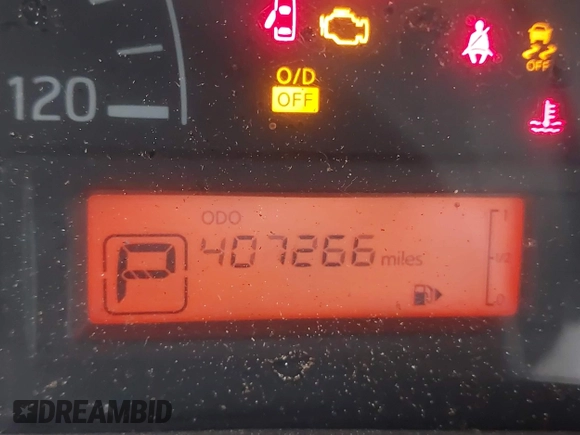 O/D
OFF
OFF
120
ODO
P
407266 miles
1
1/2
0
DREAMBID